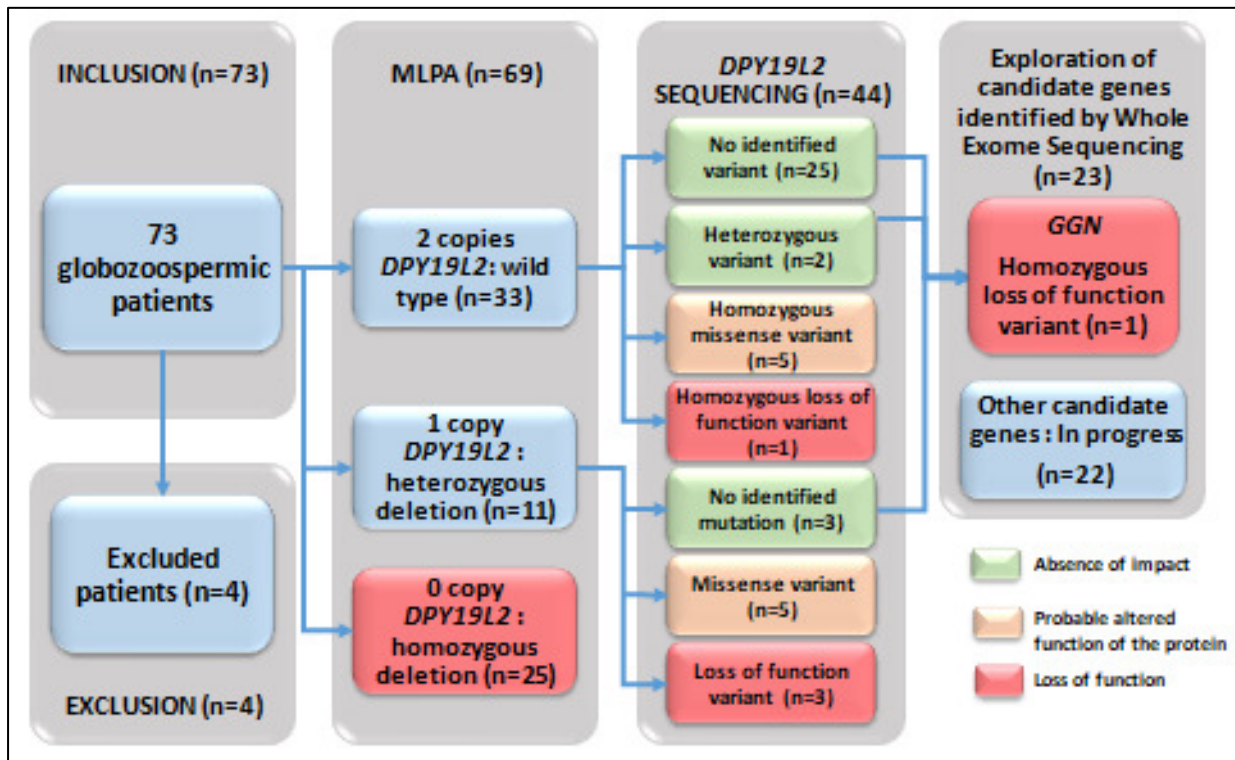 INCLUSION (n=73)
73
globozoospermic
patients
Excluded
patients (n=4)
EXCLUSION (n=4)
MLPA (n=69)
2 copies
DPY19L2: wild
type (n=33)
1 copy
DPY19L2 :
heterozygous
deletion (n=11)
0 copy
DPY19L2 :
homozygous
deletion (n=25)
DPY19L2
SEQUENCING (n=44)
No identified
variant (n=25)
Heterozygous
variant (n=2)
Homozygous
missense variant
(n=5)
Homozygous loss of
function variant
(n=1)
No identified
mutation (n=3)
Missense variant
(n=5)
Loss of function
variant (n=3)
Exploration of
candidate genes
identified by Whole
Exome Sequencing
(n=23)
GGN
Homozygous
loss of function
variant (n=1)
Other candidate
genes : In progress
(n=22)
Absence of impact
Probable altered
function of the protein
Loss of function